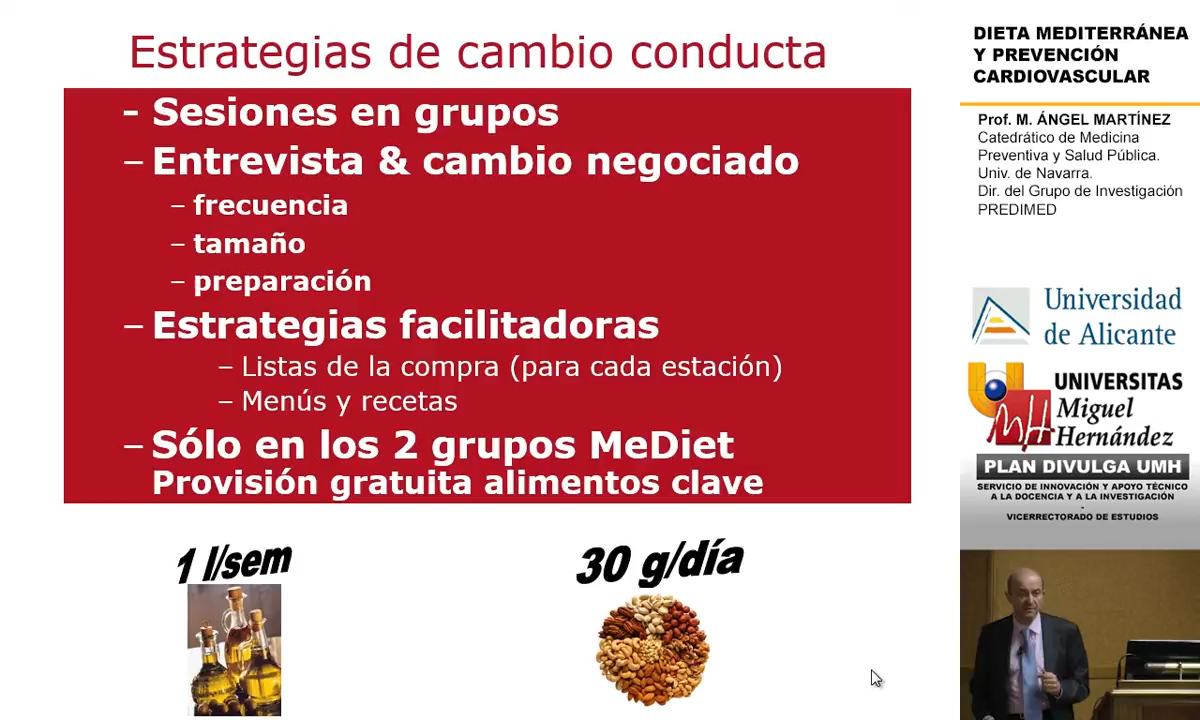 Estrategias de cambio conducta
- Sesiones en grupos
– Entrevista & cambio negociado
– frecuencia
– tamaño
– preparación
– Estrategias facilitadoras
– Listas de la compra (para cada estación)
– Menús y recetas
– Sólo en los 2 grupos MeDiet
Provisión gratuita alimentos clave
1 l/sem
30 g/día
DIETA MEDITERRÁNEA
Y PREVENCIÓN
CARDIOVASCULAR
Prof. M. ÁNGEL MARTÍNEZ
Catedrático de Medicina
Preventiva y Salud Pública.
Univ. de Navarra.
Dir. del Grupo de Investigación
PREDIMED
Universidad
de Alicante
UNIVERSITAS
Miguel
Hernández
PLAN DIVULGA UMH
SERVICIO DE INNOVACIÓN Y APOYO TÉCNICO
A LA DOCENCIA Y A LA INVESTIGACIÓN
-
VICERRECTORADO DE ESTUDIOS